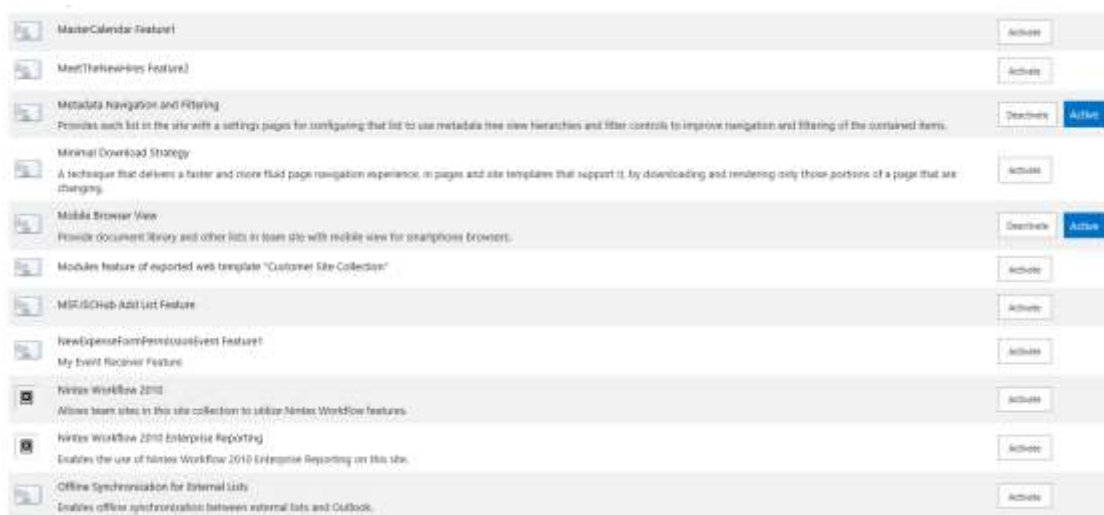 MasterCalendar Feature1
Activate
MeetTheNewHires Feature2
Activate
Metadata Navigation and Filtering
Provides each list in the site with a settings pages for configuring that list to use metadata tree view hierarchies and filter controls to improve navigation and filtering of the contained items.
Deactivate
Active
Minimal Download Strategy
A technique that delivers a faster and more fluid page navigation experience, in pages and site templates that support it, by downloading and rendering only those portions of a page that are
changing.
Activate
Mobile Browser View
Provide document library and other lists in team site with mobile view for smartphone browsers.
Deactivate
Active
Modules feature of exported web template "Customer Site Collection"
Activate
Add List Feature
Activate
NewExpenseFormPermissionEvent Feature1
My Event Receiver Feature
Activate
Nintex Workflow 2010
Allows team sites in this site collection to utilize Nintex Workflow features.
Activate
Nintex Workflow 2010 Enterprise Reporting
Enables the use of Nintex Workflow 2010 Enterprise Reporting on this site.
Activate
Offline Synchronization for External Lists
Enables offline synchronization between external lists and Outlook.
Activate